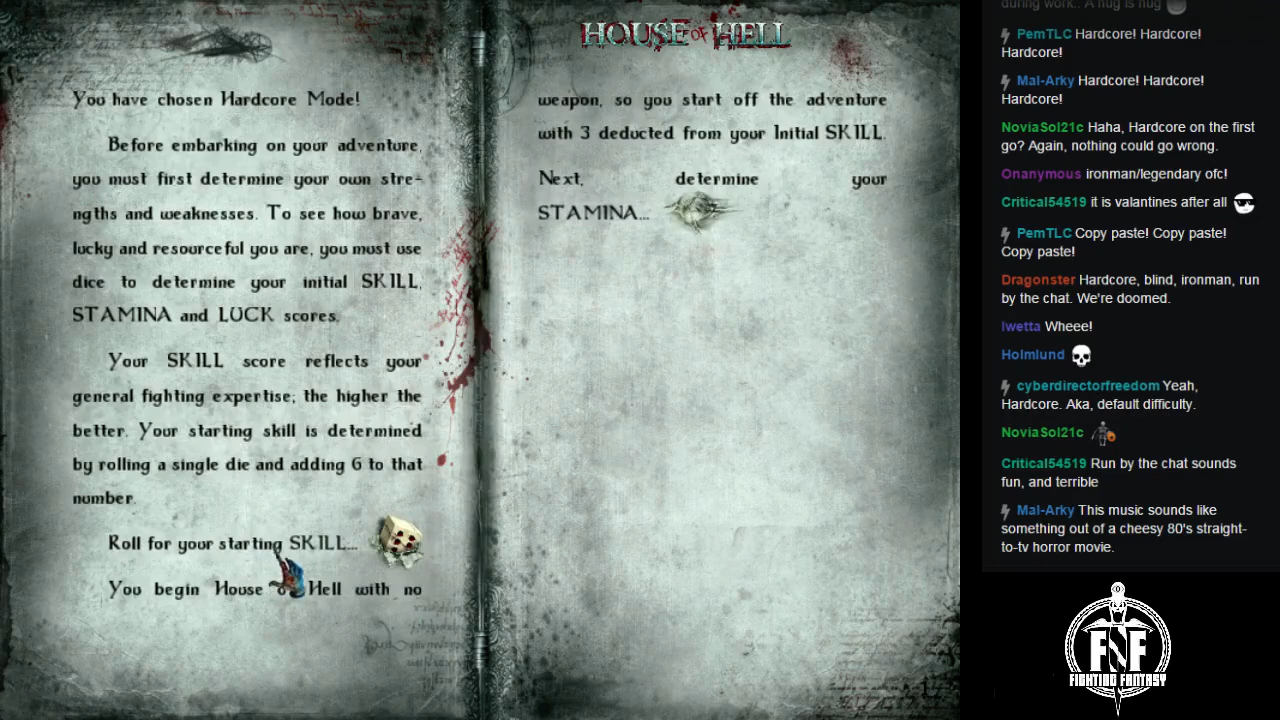 HOUSE OF HELL
You have chosen Hardcore Mode!
Before embarking on your adventure,
you must first determine your own stre-
ngths and weaknesses. To see how brave,
lucky and resourceful you are, you must use
dice to determine your initial SKILL,
STAMINA and LUCK scores.
Your SKILL score reflects your
general fighting expertise; the higher the
better. Your starting skill is determined
by rolling a single die and adding 6 to that
number.
Roll for your starting SKILL...
You begin House of Hell with no
weapon, so you start off the adventure
with 3 deducted from your Initial SKILL.
Next, determine your
STAMINA...
during work.. A hug is hug
PemTLC Hardcore! Hardcore!
Hardcore!
Mal-Arky Hardcore! Hardcore!
Hardcore!
NoviaSol21c Haha, Hardcore on the first
go? Again, nothing could go wrong.
Onanymous ironman/legendary ofc!
Critical54519 it is valantines after all
PemTLC Copy paste! Copy paste!
Copy paste!
Dragonster Hardcore, blind, ironman, run
by the chat. We're doomed.
Iwetta Wheee!
Holmlund
cyberdirectorfreedom Yeah,
Hardcore. Aka, default difficulty.
NoviaSol21c
Critical54519 Run by the chat sounds
fun, and terrible
Mal-Arky This music sounds like
something out of a cheesy 80's straight-
to-tv horror movie.
FF
FIGHTING FANTASY